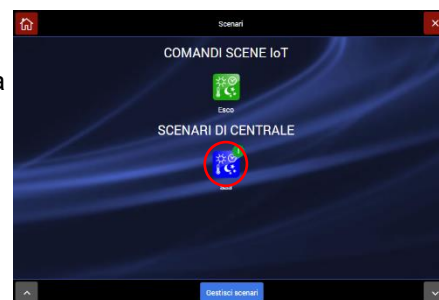 Scenari
a
COMANDI SCENE IoT
Esco
SCENARI DI CENTRALE
Gestisci scenari